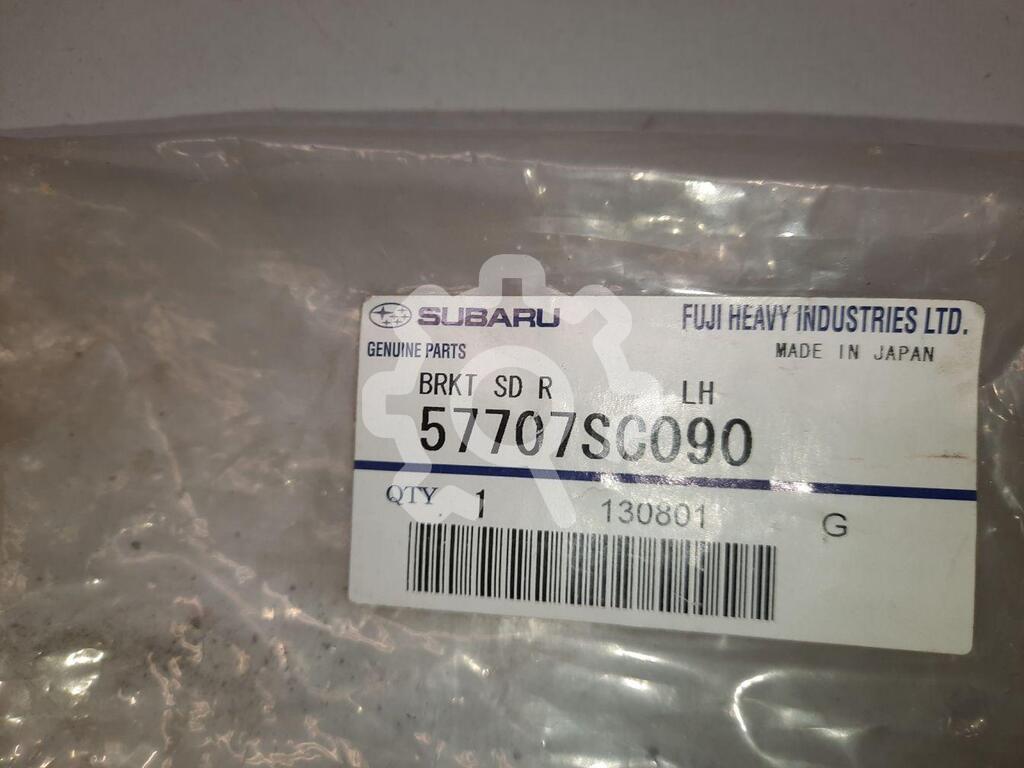 SUBARU FUJI HEAVY INDUSTRIES LTD.
GENUINE PARTS MADE IN JAPAN
BRKT SD R LH
57707SC090
QTY 1 130801 G